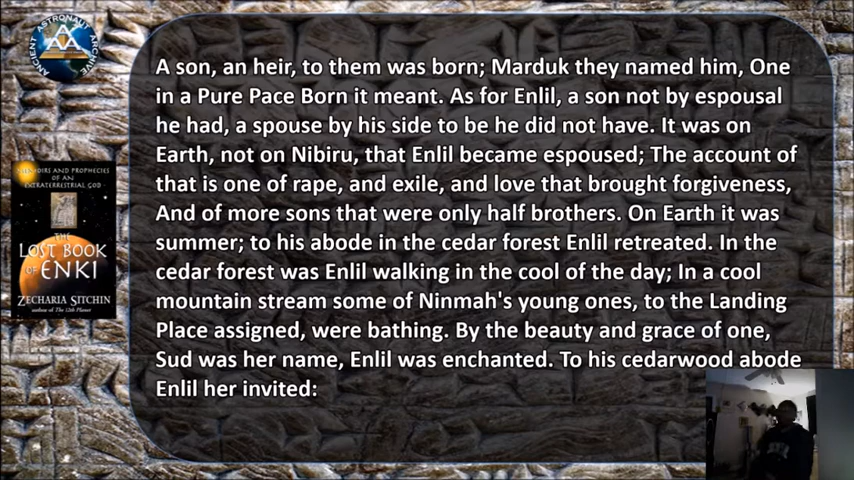 ANCIENT ASTRONAUT ARCHIVE
A son, an heir, to them was born; Marduk they named him, One
in a Pure Pace Born it meant. As for Enlil, a son not by espousal
he had, a spouse by his side to be he did not have. It was on
Earth, not on Nibiru, that Enlil became espoused; The account of
that is one of rape, and exile, and love that brought forgiveness,
And of more sons that were only half brothers. On Earth it was
summer; to his abode in the cedar forest Enlil retreated. In the
cedar forest was Enlil walking in the cool of the day; In a cool
mountain stream some of Ninmah's young ones, to the Landing
Place assigned, were bathing. By the beauty and grace of one,
Sud was her name, Enlil was enchanted. To his cedarwood abode
Enlil her invited:
MEMOIRS AND PROPHECIES
OF AN
EXTRATERRESTRIAL GOD
THE
LOST BOOK
OF ENKI
ZECHARIA SITCHIN
author of The 12th Planet